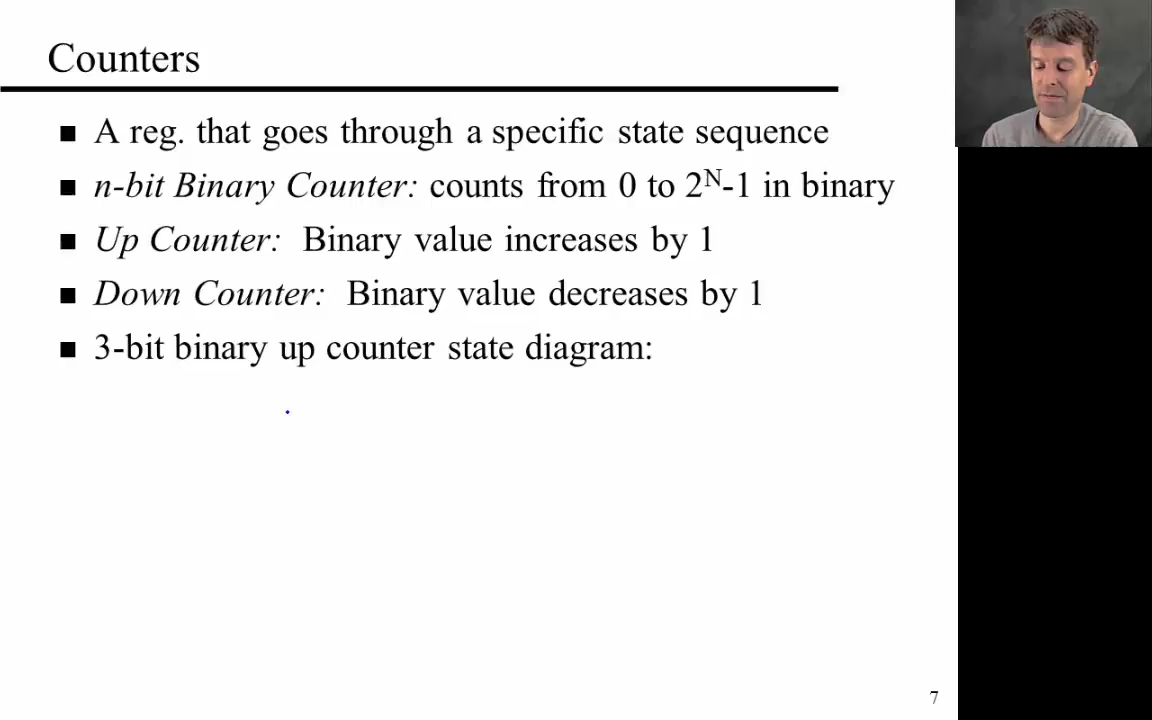 Counters
■ A reg. that goes through a specific state sequence
■ n-bit Binary Counter: counts from 0 to 2^N-1 in binary
■ Up Counter: Binary value increases by 1
■ Down Counter: Binary value decreases by 1
■ 3-bit binary up counter state diagram:
7